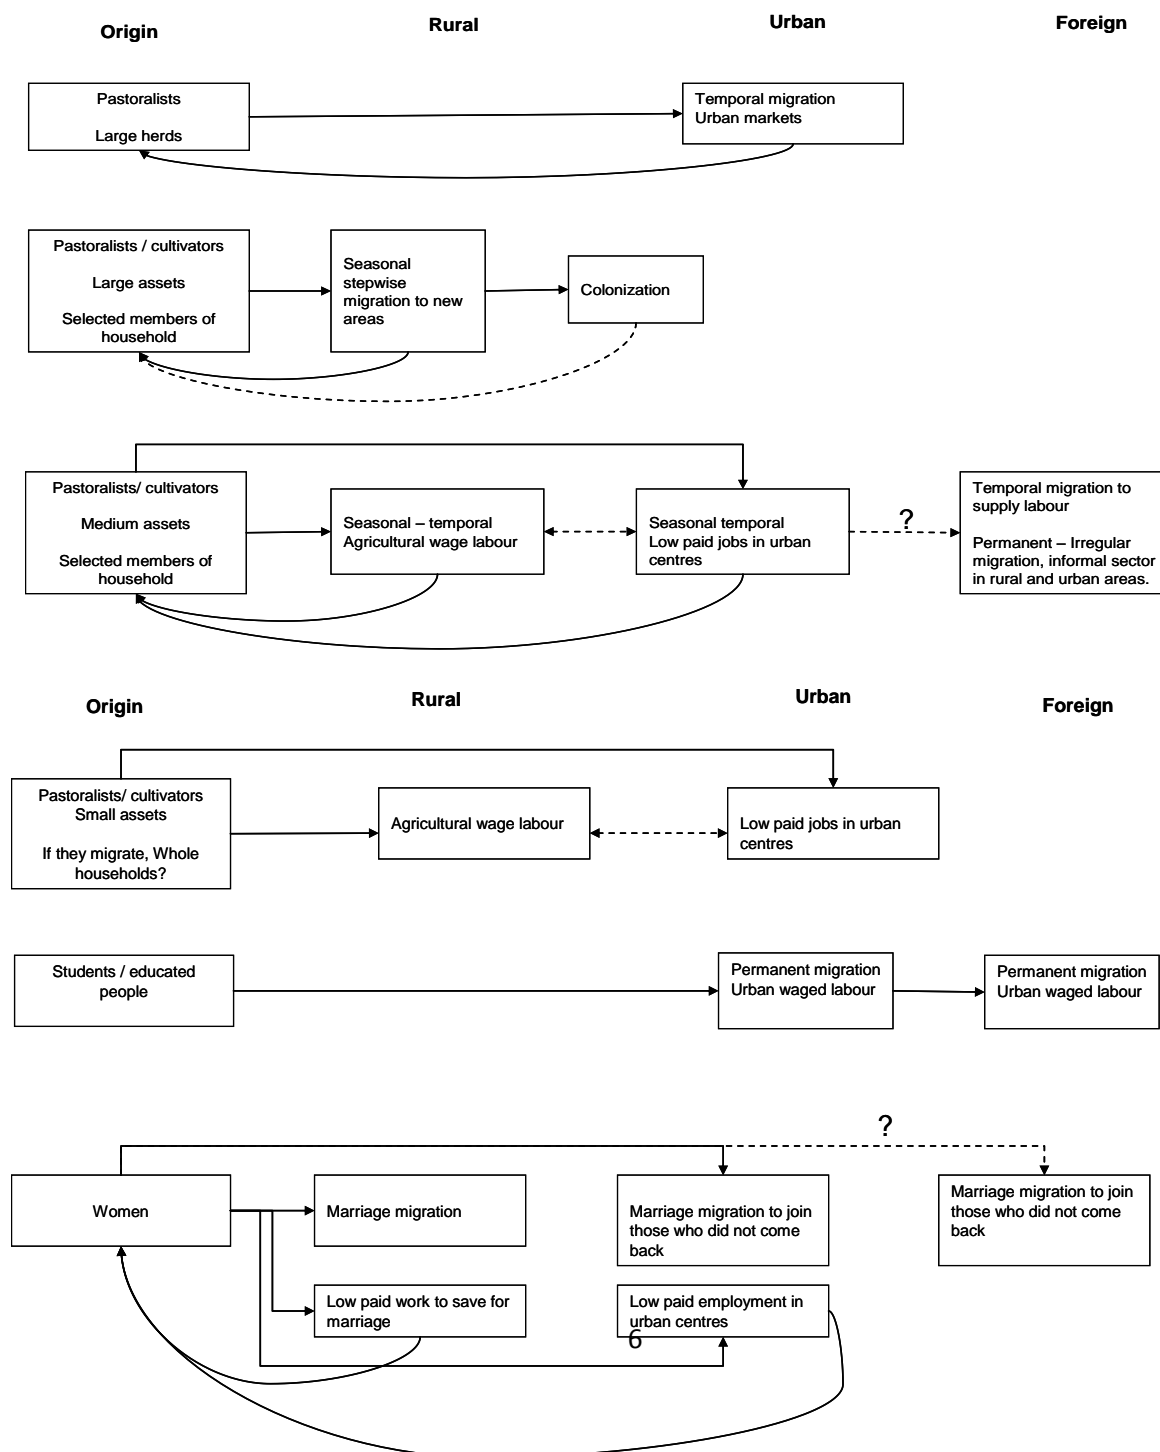 Origin
Rural
Urban
Foreign
Pastoralists
Large herds
Temporal migration
Urban markets
Pastoralists / cultivators
Large assets
Selected members of
household
Seasonal
stepwise
migration to new
areas
Colonization
Pastoralists/ cultivators
Medium assets
Selected members of
household
Seasonal – temporal
Agricultural wage labour
Seasonal temporal
Low paid jobs in urban
centres
?
Temporal migration to
supply labour
Permanent – Irregular
migration, informal sector
in rural and urban areas.
Origin
Rural
Urban
Foreign
Pastoralists/ cultivators
Small assets
If they migrate, Whole
households?
Agricultural wage labour
Low paid jobs in urban
centres
Students / educated
people
Permanent migration
Urban waged labour
Permanent migration
Urban waged labour
?
Women
Marriage migration
Marriage migration to join
those who did not come
back
Marriage migration to join
those who did not come
back
Low paid work to save for
marriage
Low paid employment in
urban centres
6